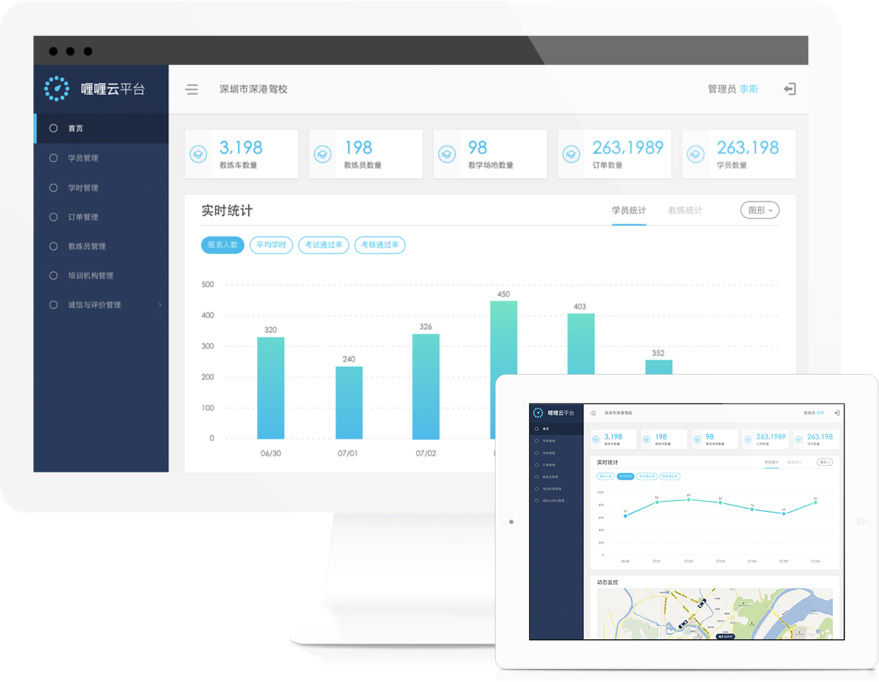 喱喱云平台
深圳市深港驾校
管理员 李斯
首页
学员管理
学时管理
订单管理
教练员管理
培训机构管理
诚信与评价管理
3,198
教练车数量
198
教练员数量
98
教学场地数量
263,1989
订单数量
263,198
学员数量
实时统计
学员统计
教练统计
图形
报名人数
平均学时
考试通过率
考核通过率
500
400
300
200
100
0
320
240
326
450
403
352
06/30
07/01
07/02
喱喱云平台
深圳市深港驾校
管理员 李斯
首页
3,198
198
98
263,1989
263,198
实时统计
动态监控